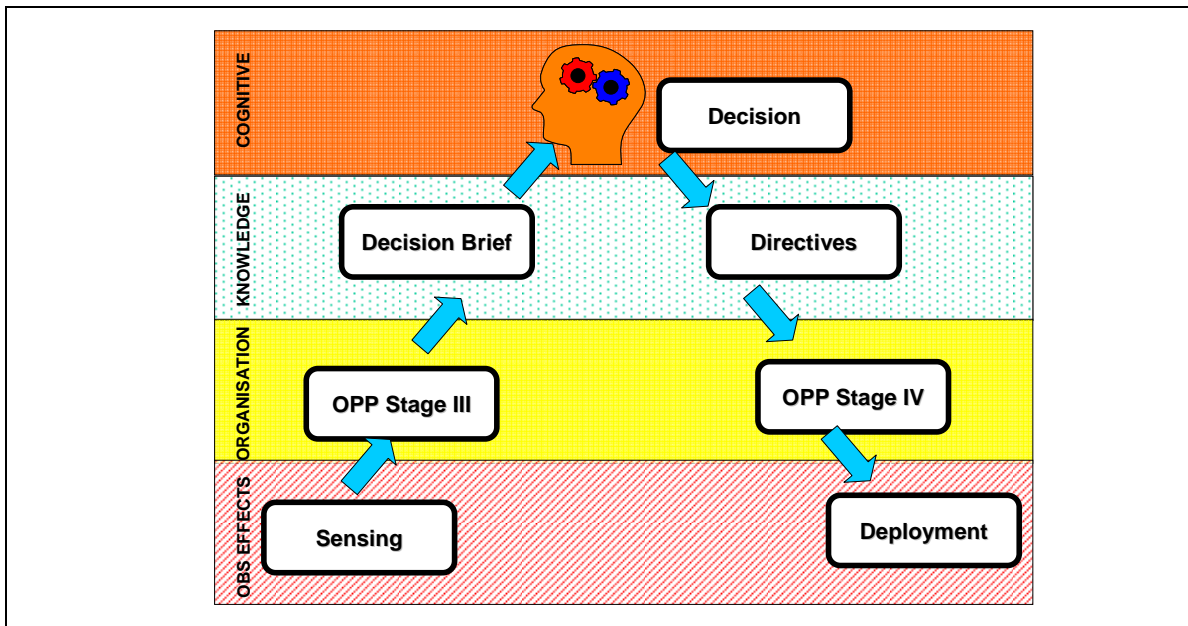 COGNITIVE
Decision
KNOWLEDGE
Decision Brief
Directives
ORGANISATION
OPP Stage III
OPP Stage IV
OBS EFFECTS
Sensing
Deployment